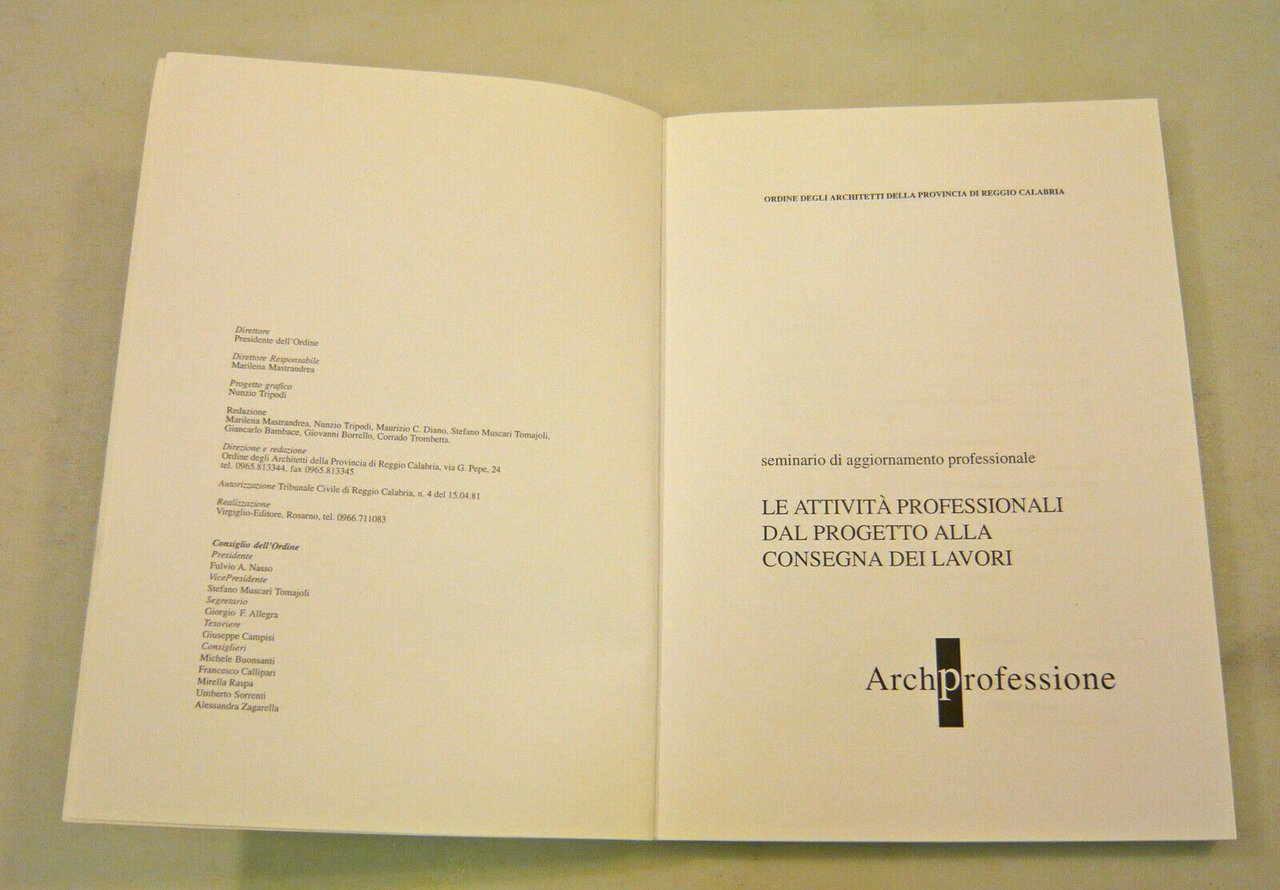 Direttore
Presidente dell'Ordine
Direttore Responsabile
Marilena Mastrandrea
Progetto grafico
Nunzio Tripodi
Redazione
Marilena Mastrandrea, Nunzio Tripodi, Maurizio C. Diano, Stefano Muscari Tomajoli,
Giancarlo Bambace, Giovanni Borrello, Corrado Trombetta.
Direzione e redazione
Ordine degli Architetti della Provincia di Reggio Calabria, via G. Pepe, 24
tel. 0965.813344, fax 0965.813345
Autorizzazione Tribunale Civile di Reggio Calabria, n. 4 del 15.04.81
Realizzazione
Virgiglio-Editore, Rosarno, tel. 0966.711083
Consiglio dell'Ordine
Presidente
Fulvio A. Nasso
VicePresidente
Stefano Muscari Tomajoli
Segretario
Giorgio F. Allegra
Tesoriere
Giuseppe Campisi
Consiglieri
Michele Buonsanti
Francesco Callipari
Mirella Raspa
Umberto Sorrenti
Alessandra Zagarella
ORDINE DEGLI ARCHITETTI DELLA PROVINCIA DI REGGIO CALABRIA
seminario di aggiornamento professionale
LE ATTIVITÀ PROFESSIONALI
DAL PROGETTO ALLA
CONSEGNA DEI LAVORI
Archprofessione